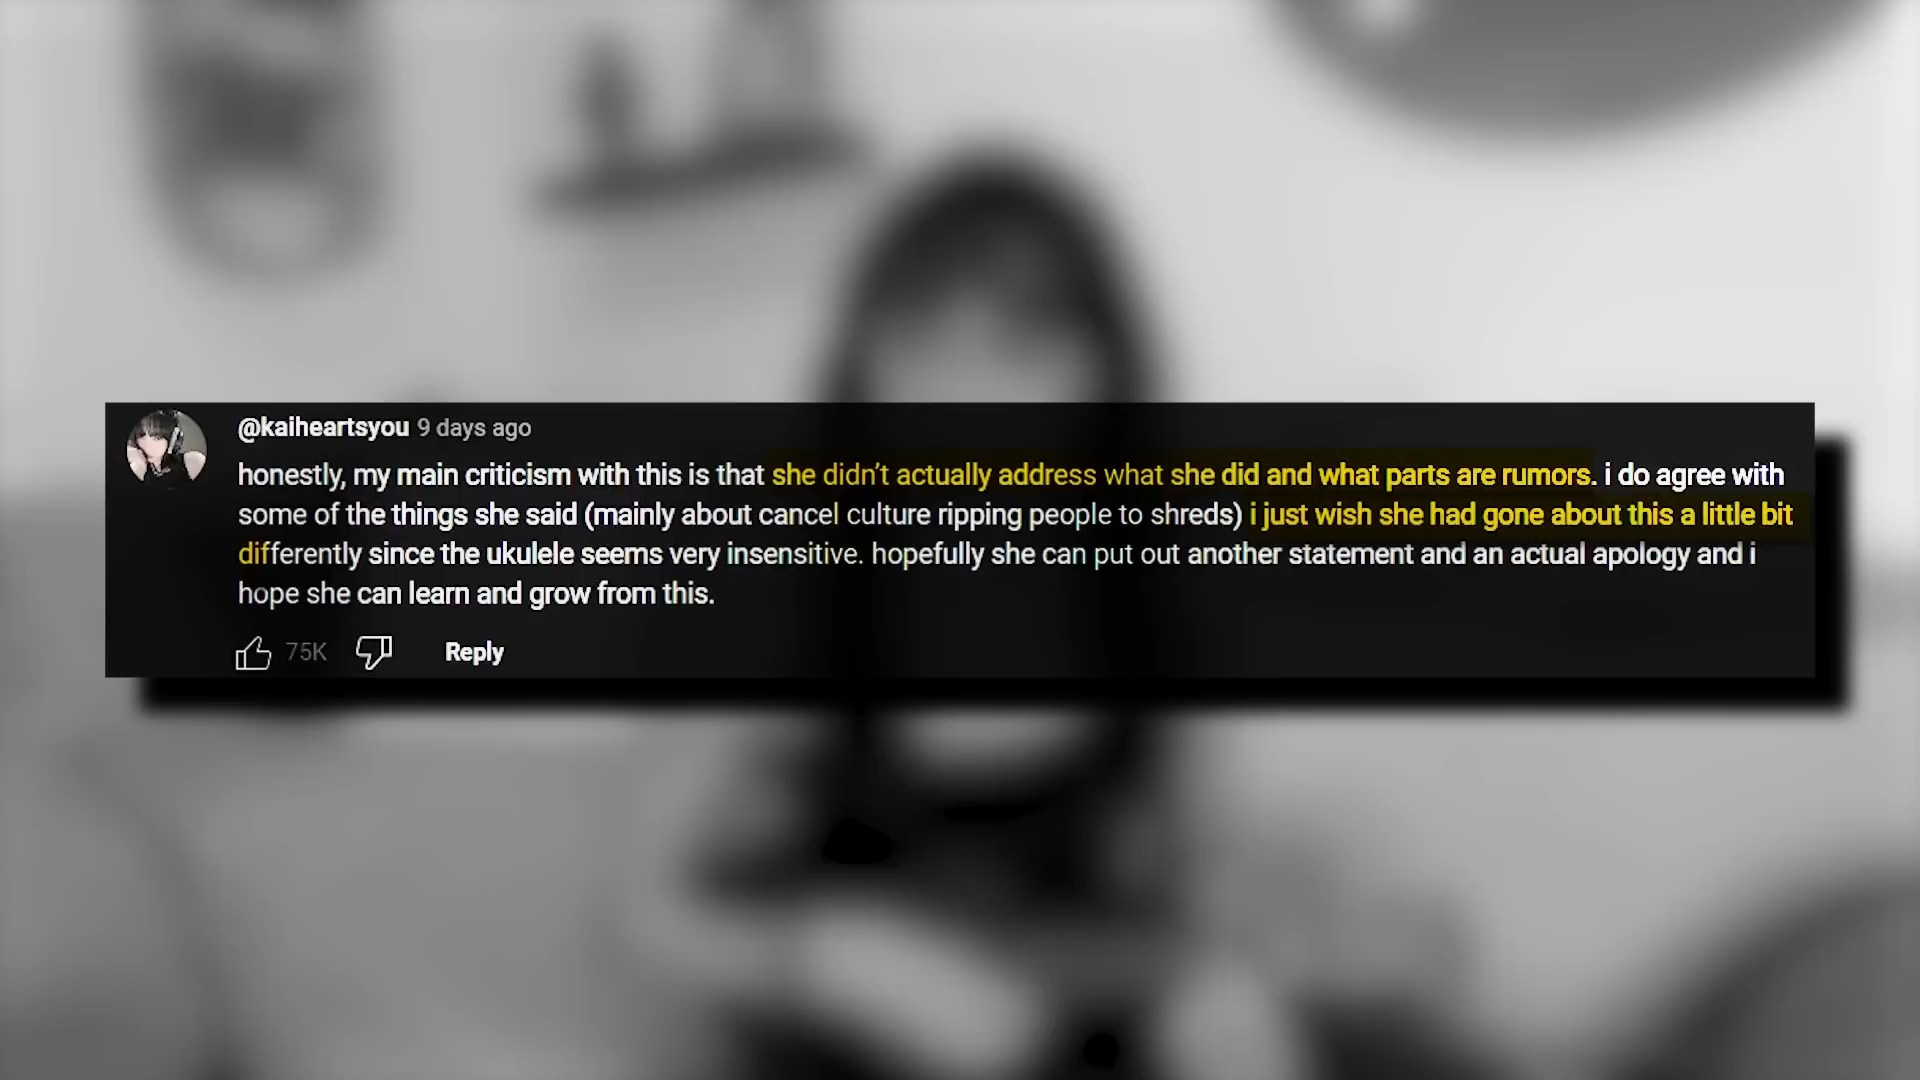 @kaiheartsyou 9 days ago
honestly, my main criticism with this is that she didn’t actually address what she did and what parts are rumors. i do agree with
some of the things she said (mainly about cancel culture ripping people to shreds) i just wish she had gone about this a little bit
differently since the ukulele seems very insensitive. hopefully she can put out another statement and an actual apology and i
hope she can learn and grow from this.
75K Reply